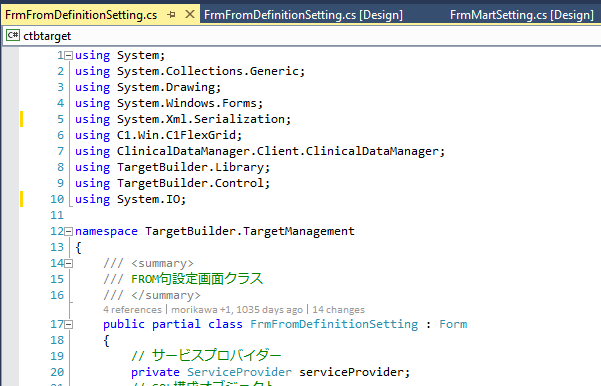 FrmFromDefinitionSetting.cs FrmFromDefinitionSetting.cs [Design] FrmMartSetting.cs [Design]
C# ctbtarget
1 using System;
2 using System.Collections.Generic;
3 using System.Drawing;
4 using System.Windows.Forms;
5 using System.Xml.Serialization;
6 using C1.Win.C1FlexGrid;
7 using ClinicalDataManager.Client.ClinicalDataManager;
8 using TargetBuilder.Library;
9 using TargetBuilder.Control;
10 using System.IO;
11
12 namespace TargetBuilder.TargetManagement
13 {
14 /// <summary>
15 /// FROM句設定画面クラス
16 /// </summary>
4 references | morikawa +1, 1035 days ago | 14 changes
17 public partial class FrmFromDefinitionSetting : Form
18 {
19 // サービスプロバイダー
20 private ServiceProvider serviceProvider;